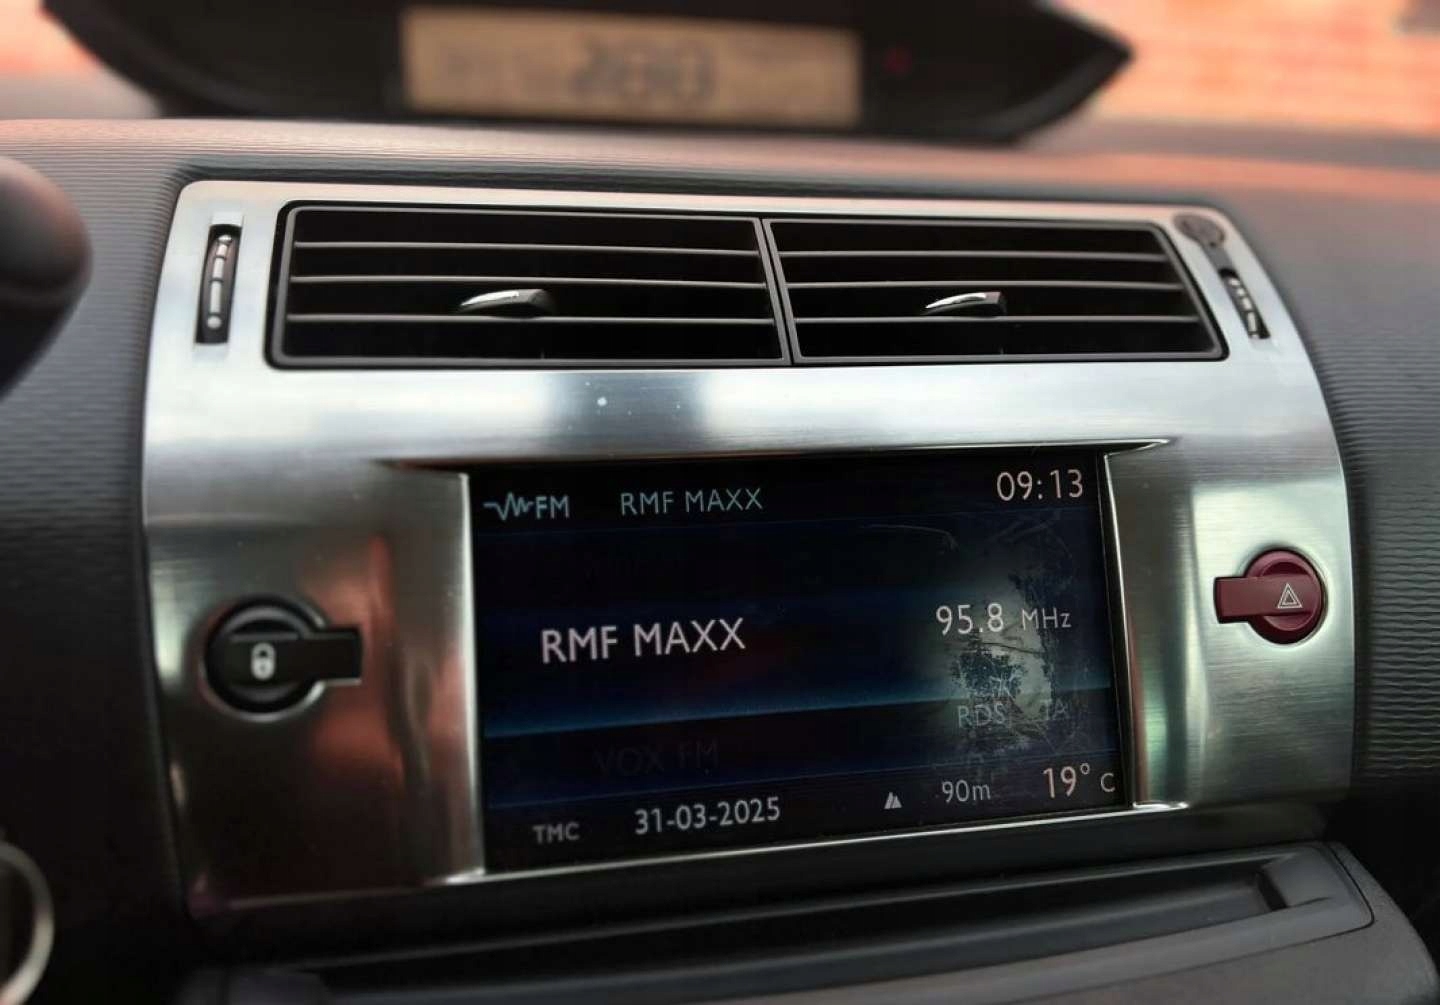 FM RMF MAXX 09:13
RMF MAXX 95.8 MHz
RDS TA
VOX FM
TMC 31-03-2025 90m 19° C